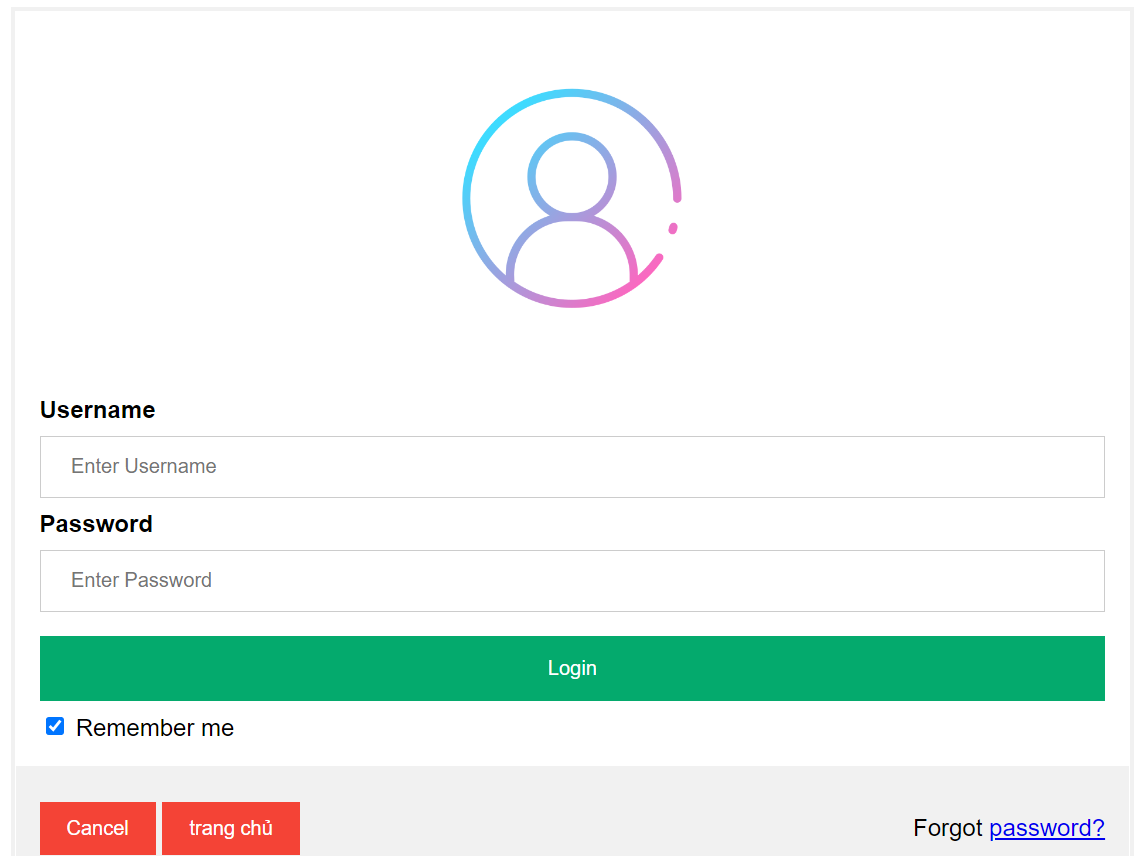 Username
Enter Username
Password
Enter Password
Login
Remember me
Cancel trang chủ Forgot password?